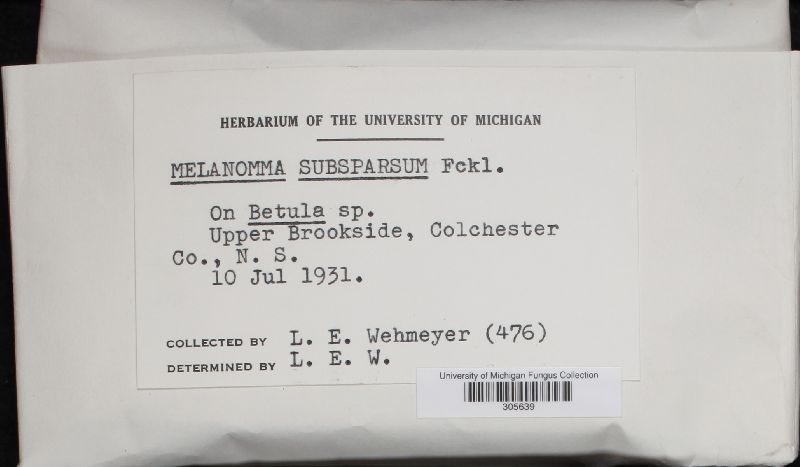 HERBARIUM OF THE UNIVERSITY OF MICHIGAN
MELANOMMA SUBSPARSUM Fckl.
On Betula sp.
Upper Brookside, Colchester
Co., N. S.
10 Jul 1931.
COLLECTED BY L. E. Wehmeyer (476)
DETERMINED BY L. E. W.
University of Michigan Fungus Collection
305639